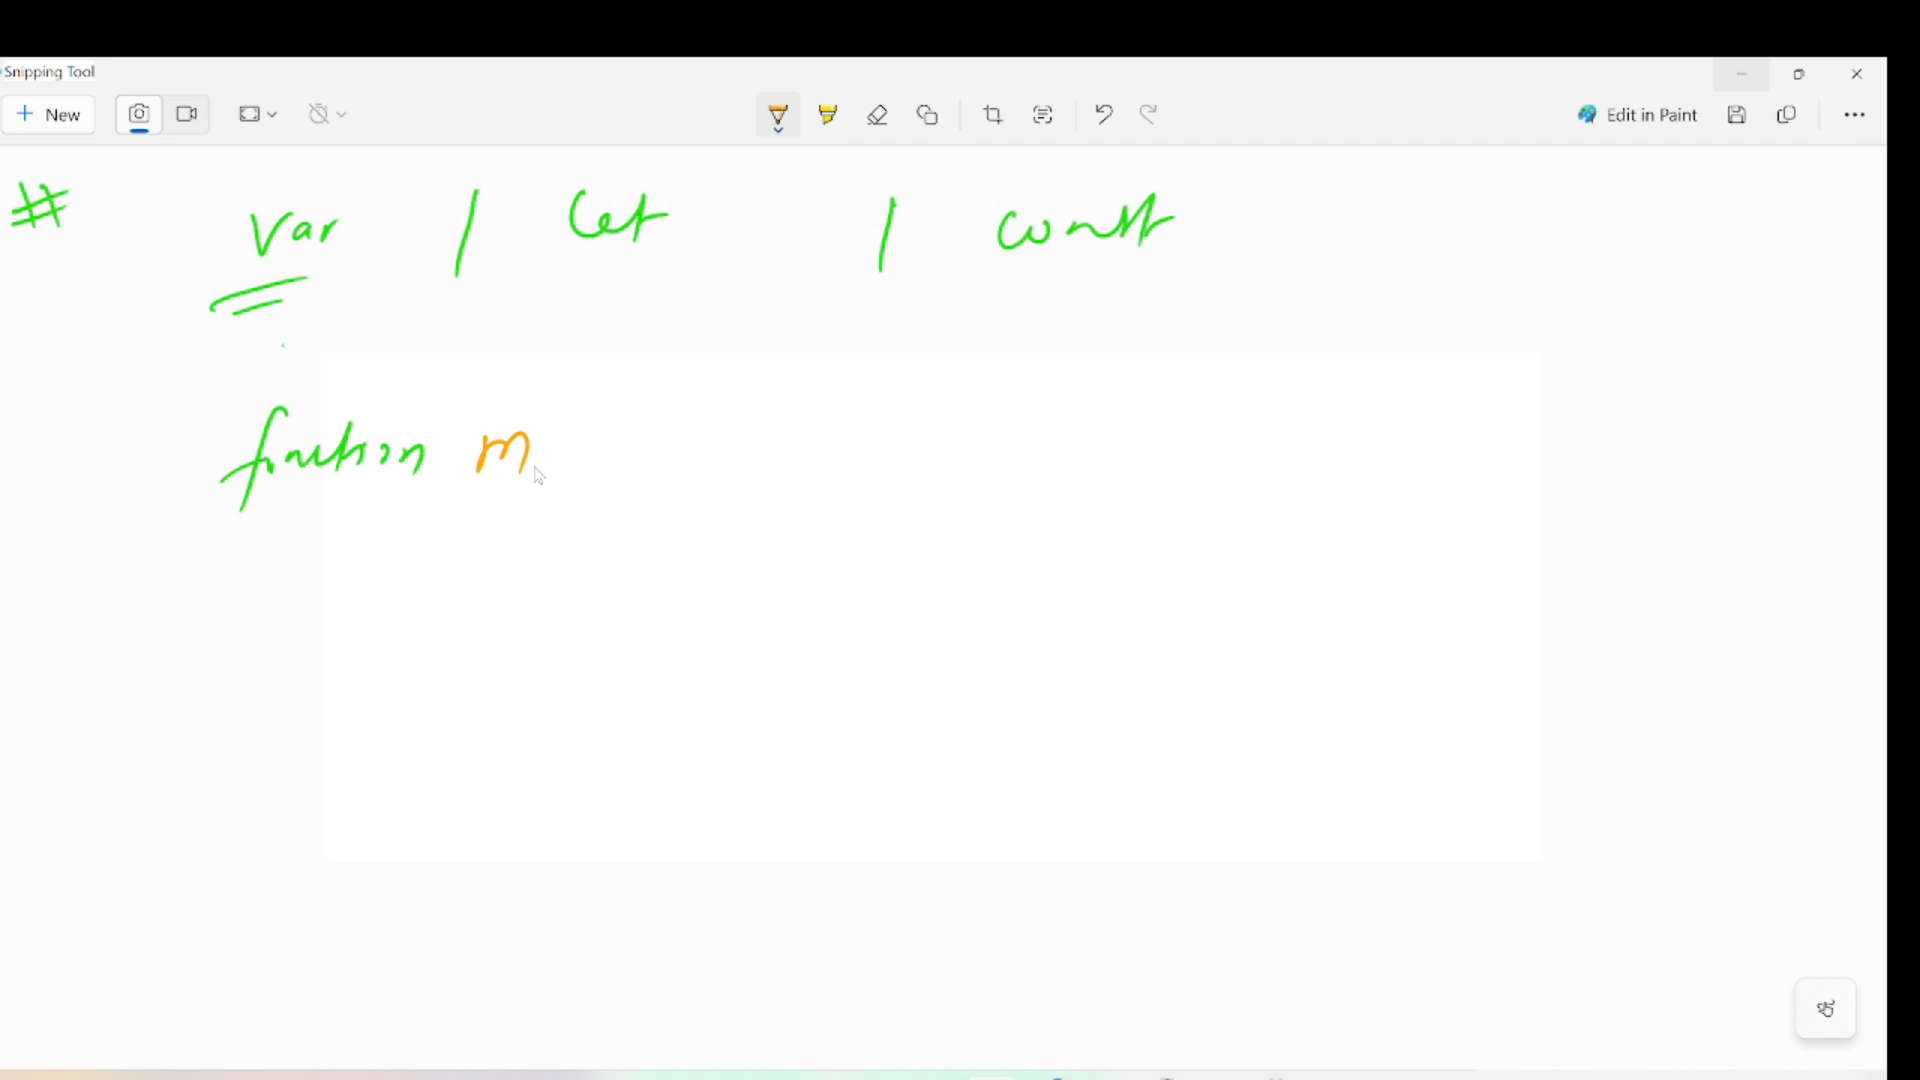 Snipping Tool
New
Edit in Paint
# var / let / const
function m